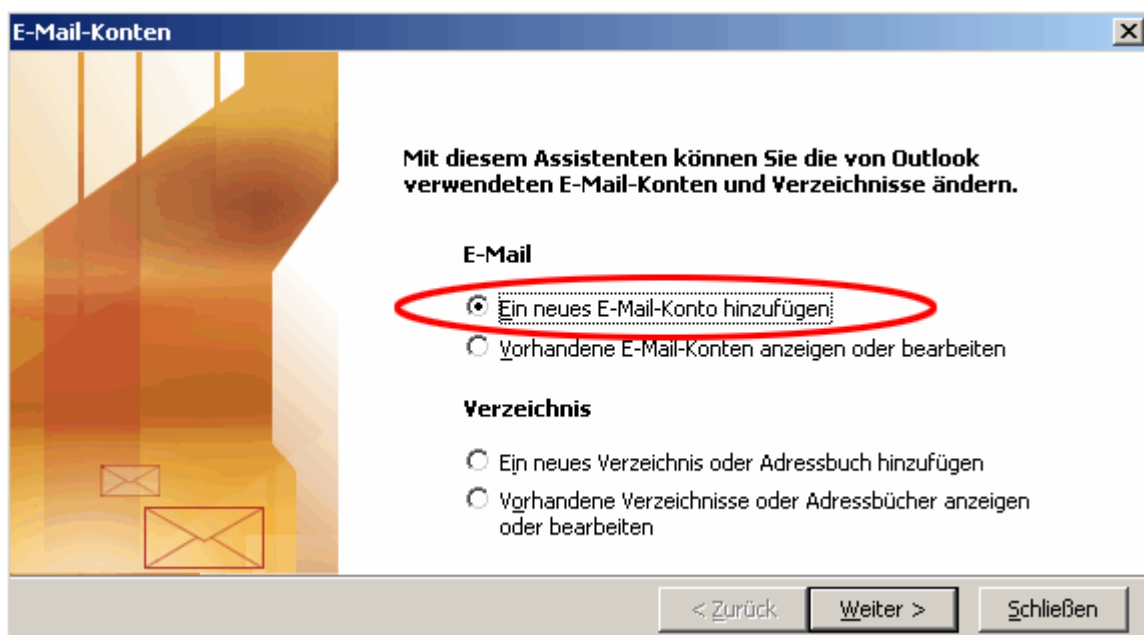 E-Mail-Konten
Mit diesem Assistenten können Sie die von Outlook
verwendeten E-Mail-Konten und Verzeichnisse ändern.
E-Mail
Ein neues E-Mail-Konto hinzufügen
Vorhandene E-Mail-Konten anzeigen oder bearbeiten
Verzeichnis
Ein neues Verzeichnis oder Adressbuch hinzufügen
Vorhandene Verzeichnisse oder Adressbücher anzeigen
oder bearbeiten
< Zurück
Weiter >
Schließen